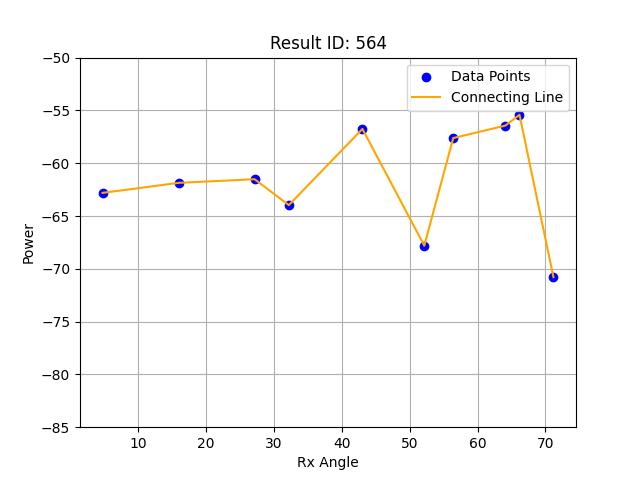 Result ID: 564
Data Points
Connecting Line
Power
−50
−55
−60
−65
−70
−75
−80
−85
10 20 30 40 50 60 70
Rx Angle